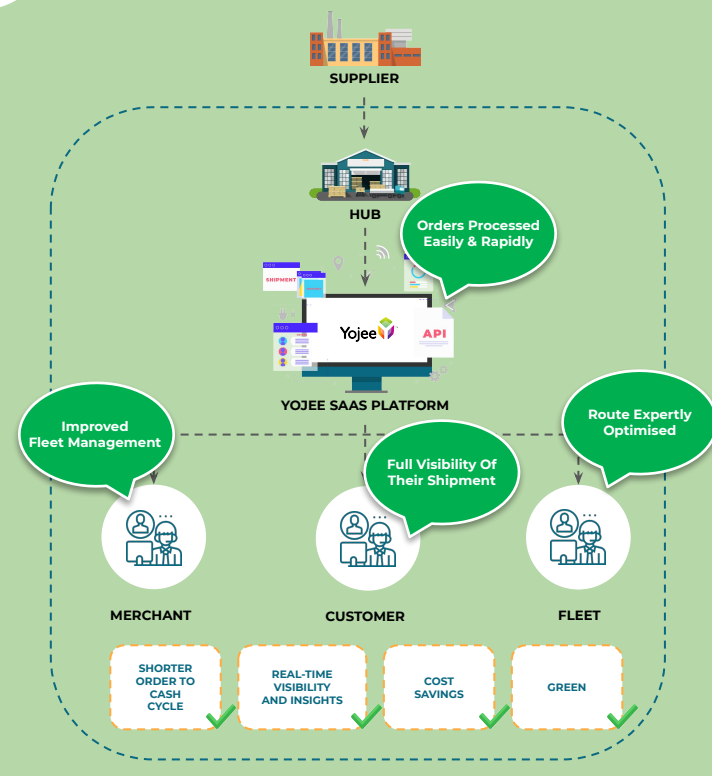 SUPPLIER
HUB
Orders Processed
Easily & Rapidly
SHIPMENT
Yojee
API
YOJEE SAAS PLATFORM
Improved
Fleet Management
Route Expertly
Optimised
Full Visibility Of
Their Shipment
MERCHANT
CUSTOMER
FLEET
SHORTER
ORDER TO
CASH
CYCLE
REAL-TIME
VISIBILITY
AND INSIGHTS
COST
SAVINGS
GREEN